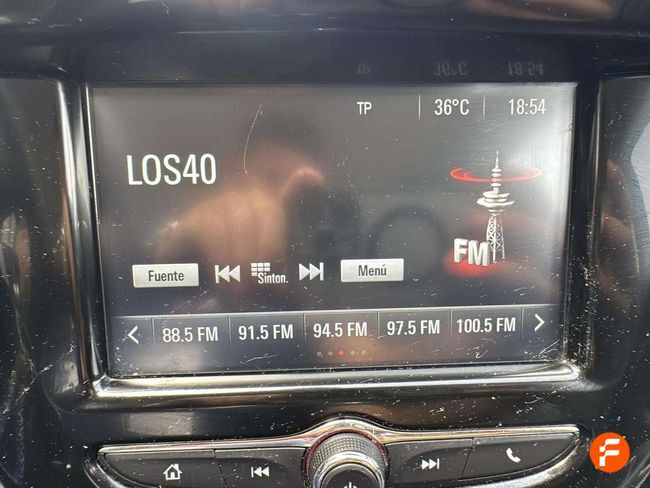 TP 36°C 18:54
LOS40
FM
Fuente Sinton. Menú
88.5 FM 91.5 FM 94.5 FM 97.5 FM 100.5 FM